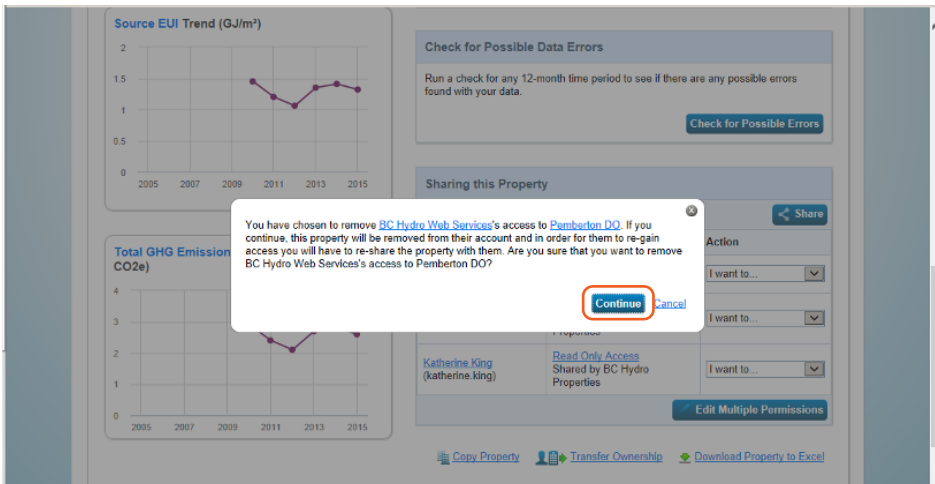 Source EUI Trend (GJ/m²)
2
1.5
1
0.5
0
2005 2007 2009 2011 2013 2015
Check for Possible Data Errors
Run a check for any 12-month time period to see if there are any possible errors
found with your data.
Check for Possible Errors
Sharing this Property
Share
Action
I want to...
I want to...
Properties
Katherine King
(katherine.king)
Read Only Access
Shared by BC Hydro
Properties
I want to...
Edit Multiple Permissions
You have chosen to remove BC Hydro Web Services's access to Pemberton DO. If you
continue, this property will be removed from their account and in order for them to re-gain
access you will have to re-share the property with them. Are you sure that you want to remove
BC Hydro Web Services's access to Pemberton DO?
Continue Cancel
Total GHG Emission
CO2e)
4
3
2
1
0
2005 2007 2009 2011 2013 2015
Copy Property Transfer Ownership Download Property to Excel